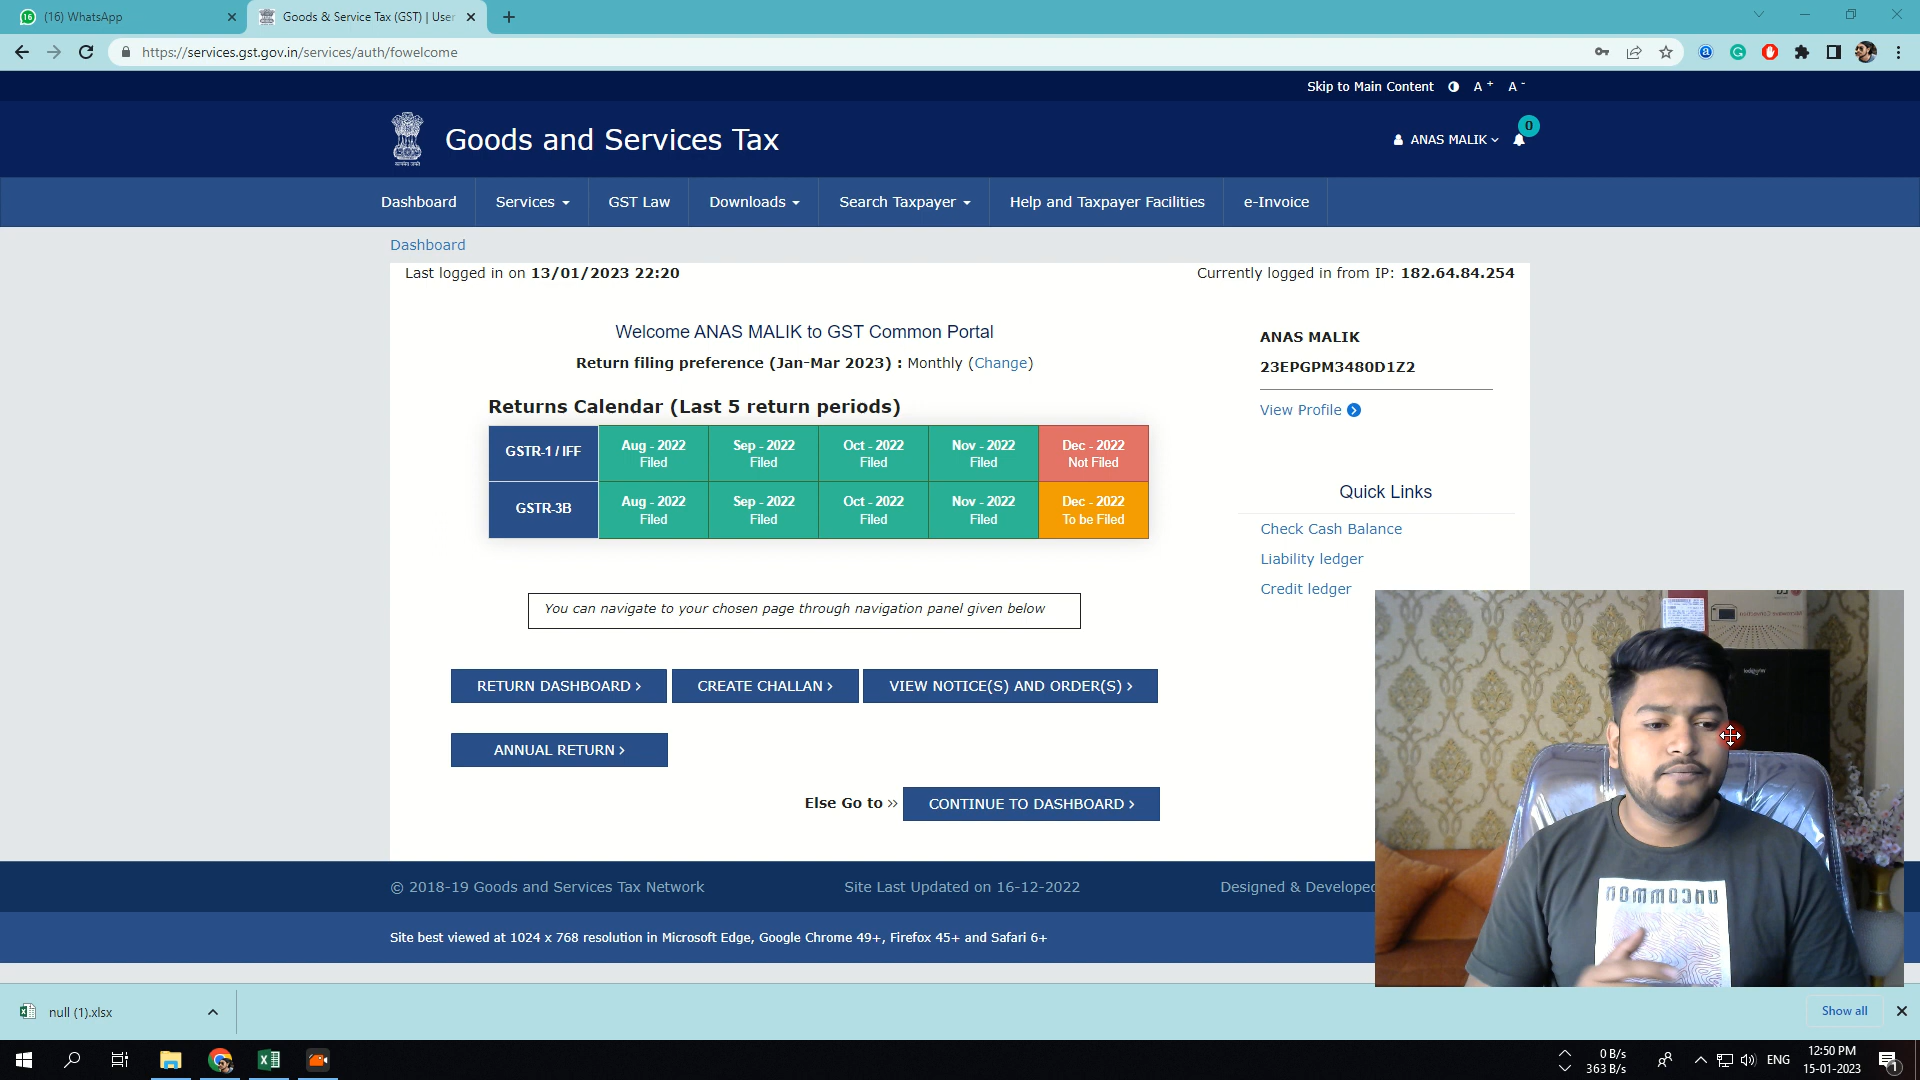 (16) WhatsApp
Goods & Service Tax (GST) | User
https://services.gst.gov.in/services/auth/fowelcome
Skip to Main Content A + A -
Goods and Services Tax
ANAS MALIK
0
Dashboard Services GST Law Downloads Search Taxpayer Help and Taxpayer Facilities e-Invoice
Dashboard
Last logged in on 13/01/2023 22:20
Currently logged in from IP: 182.64.84.254
Welcome ANAS MALIK to GST Common Portal
Return filing preference (Jan-Mar 2023) : Monthly (Change)
ANAS MALIK
23EPGPM3480D1Z2
View Profile
Returns Calendar (Last 5 return periods)
GSTR-1 / IFF
Aug - 2022 Filed
Sep - 2022 Filed
Oct - 2022 Filed
Nov - 2022 Filed
Dec - 2022 Not Filed
GSTR-3B
Aug - 2022 Filed
Sep - 2022 Filed
Oct - 2022 Filed
Nov - 2022 Filed
Dec - 2022 To be Filed
Quick Links
Check Cash Balance
Liability ledger
Credit ledger
You can navigate to your chosen page through navigation panel given below
RETURN DASHBOARD >
CREATE CHALLAN >
VIEW NOTICE(S) AND ORDER(S) >
ANNUAL RETURN >
Else Go to »
CONTINUE TO DASHBOARD >
© 2018-19 Goods and Services Tax Network
Site Last Updated on 16-12-2022
Designed & Developed
Site best viewed at 1024 x 768 resolution in Microsoft Edge, Google Chrome 49+, Firefox 45+ and Safari 6+
null (1).xlsx
Show all
0 B/s
363 B/s
ENG
12:50 PM
15-01-2023
1